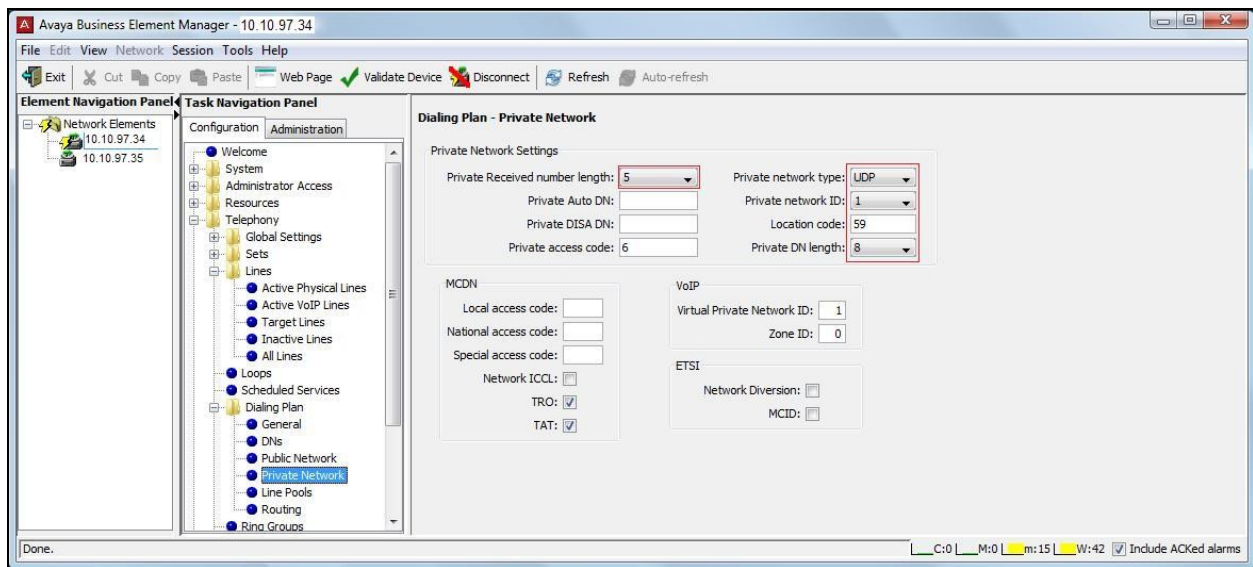 Avaya Business Element Manager - 10.10.97.34
File Edit View Network Session Tools Help
Exit Cut Copy Paste Web Page Validate Device Disconnect Refresh Auto-refresh
Element Navigation Panel
Network Elements
10.10.97.34
10.10.97.35
Task Navigation Panel
Configuration Administration
Welcome
System
Administrator Access
Resources
Telephony
Global Settings
Sets
Lines
Active Physical Lines
Active VoIP Lines
Target Lines
Inactive Lines
All Lines
Loops
Scheduled Services
Dialing Plan
General
DNs
Public Network
Private Network
Line Pools
Routing
Ring Groups
Dialing Plan - Private Network
Private Network Settings
Private Received number length: 5 Private network type: UDP
Private Auto DN: Private network ID: 1
Private DISA DN: Location code: 59
Private access code: 6 Private DN length: 8
MCDN
Local access code:
National access code:
Special access code:
Network ICCL:
TRO:
TAT:
VoIP
Virtual Private Network ID: 1
Zone ID: 0
ETSI
Network Diversion:
MCID:
Done. C:0 M:0 m:15 W:42 Include ACKed alarms